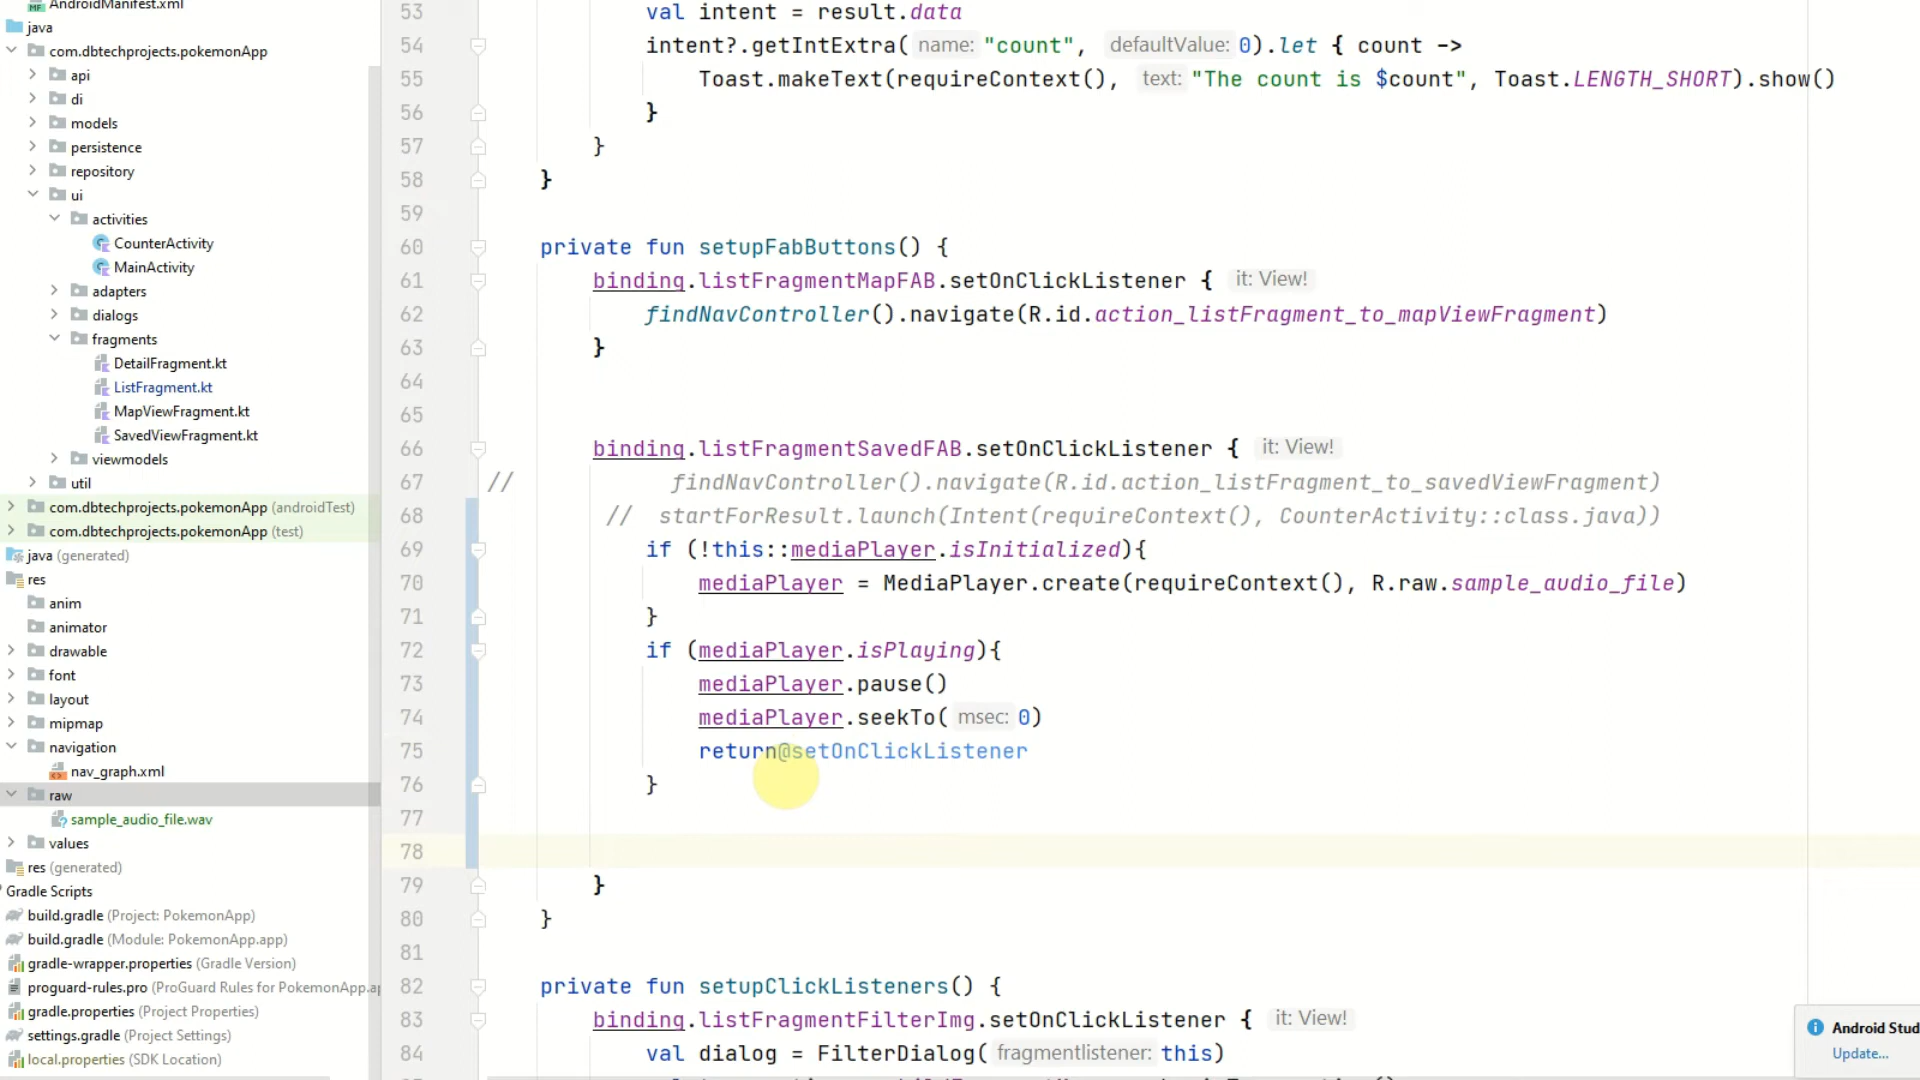 AndroidManifest.xml
java
com.dbtechprojects.pokemonApp
api
di
models
persistence
repository
ui
activities
CounterActivity
MainActivity
adapters
dialogs
fragments
DetailFragment.kt
ListFragment.kt
MapViewFragment.kt
SavedViewFragment.kt
viewmodels
util
com.dbtechprojects.pokemonApp (androidTest)
com.dbtechprojects.pokemonApp (test)
java (generated)
res
anim
animator
drawable
font
layout
mipmap
navigation
nav_graph.xml
raw
sample_audio_file.wav
values
res (generated)
Gradle Scripts
build.gradle (Project: PokemonApp)
build.gradle (Module: PokemonApp.app)
gradle-wrapper.properties (Gradle Version)
proguard-rules.pro (ProGuard Rules for PokemonApp.ap
gradle.properties (Project Properties)
settings.gradle (Project Settings)
local.properties (SDK Location)
53 val intent = result.data
54 intent?.getIntExtra( name: "count", defaultValue: 0).let { count ->
55 Toast.makeText(requireContext(), text: "The count is $count", Toast.LENGTH_SHORT).show()
56 }
57 }
58 }
59
60 private fun setupFabButtons() {
61 binding.listFragmentMapFAB.setOnClickListener { it: View!
62 findNavController().navigate(R.id.action_listFragment_to_mapViewFragment)
63 }
64
65
66 binding.listFragmentSavedFAB.setOnClickListener { it: View!
67 // findNavController().navigate(R.id.action_listFragment_to_savedViewFragment)
68 // startForResult.launch(Intent(requireContext(), CounterActivity::class.java))
69 if (!this::mediaPlayer.isInitialized){
70 mediaPlayer = MediaPlayer.create(requireContext(), R.raw.sample_audio_file)
71 }
72 if (mediaPlayer.isPlaying){
73 mediaPlayer.pause()
74 mediaPlayer.seekTo( msec: 0)
75 return@setOnClickListener
76 }
77
78
79 }
80 }
81
82 private fun setupClickListeners() {
83 binding.listFragmentFilterImg.setOnClickListener { it: View!
84 val dialog = FilterDialog( fragmentlistener: this)
Android Stud
Update...